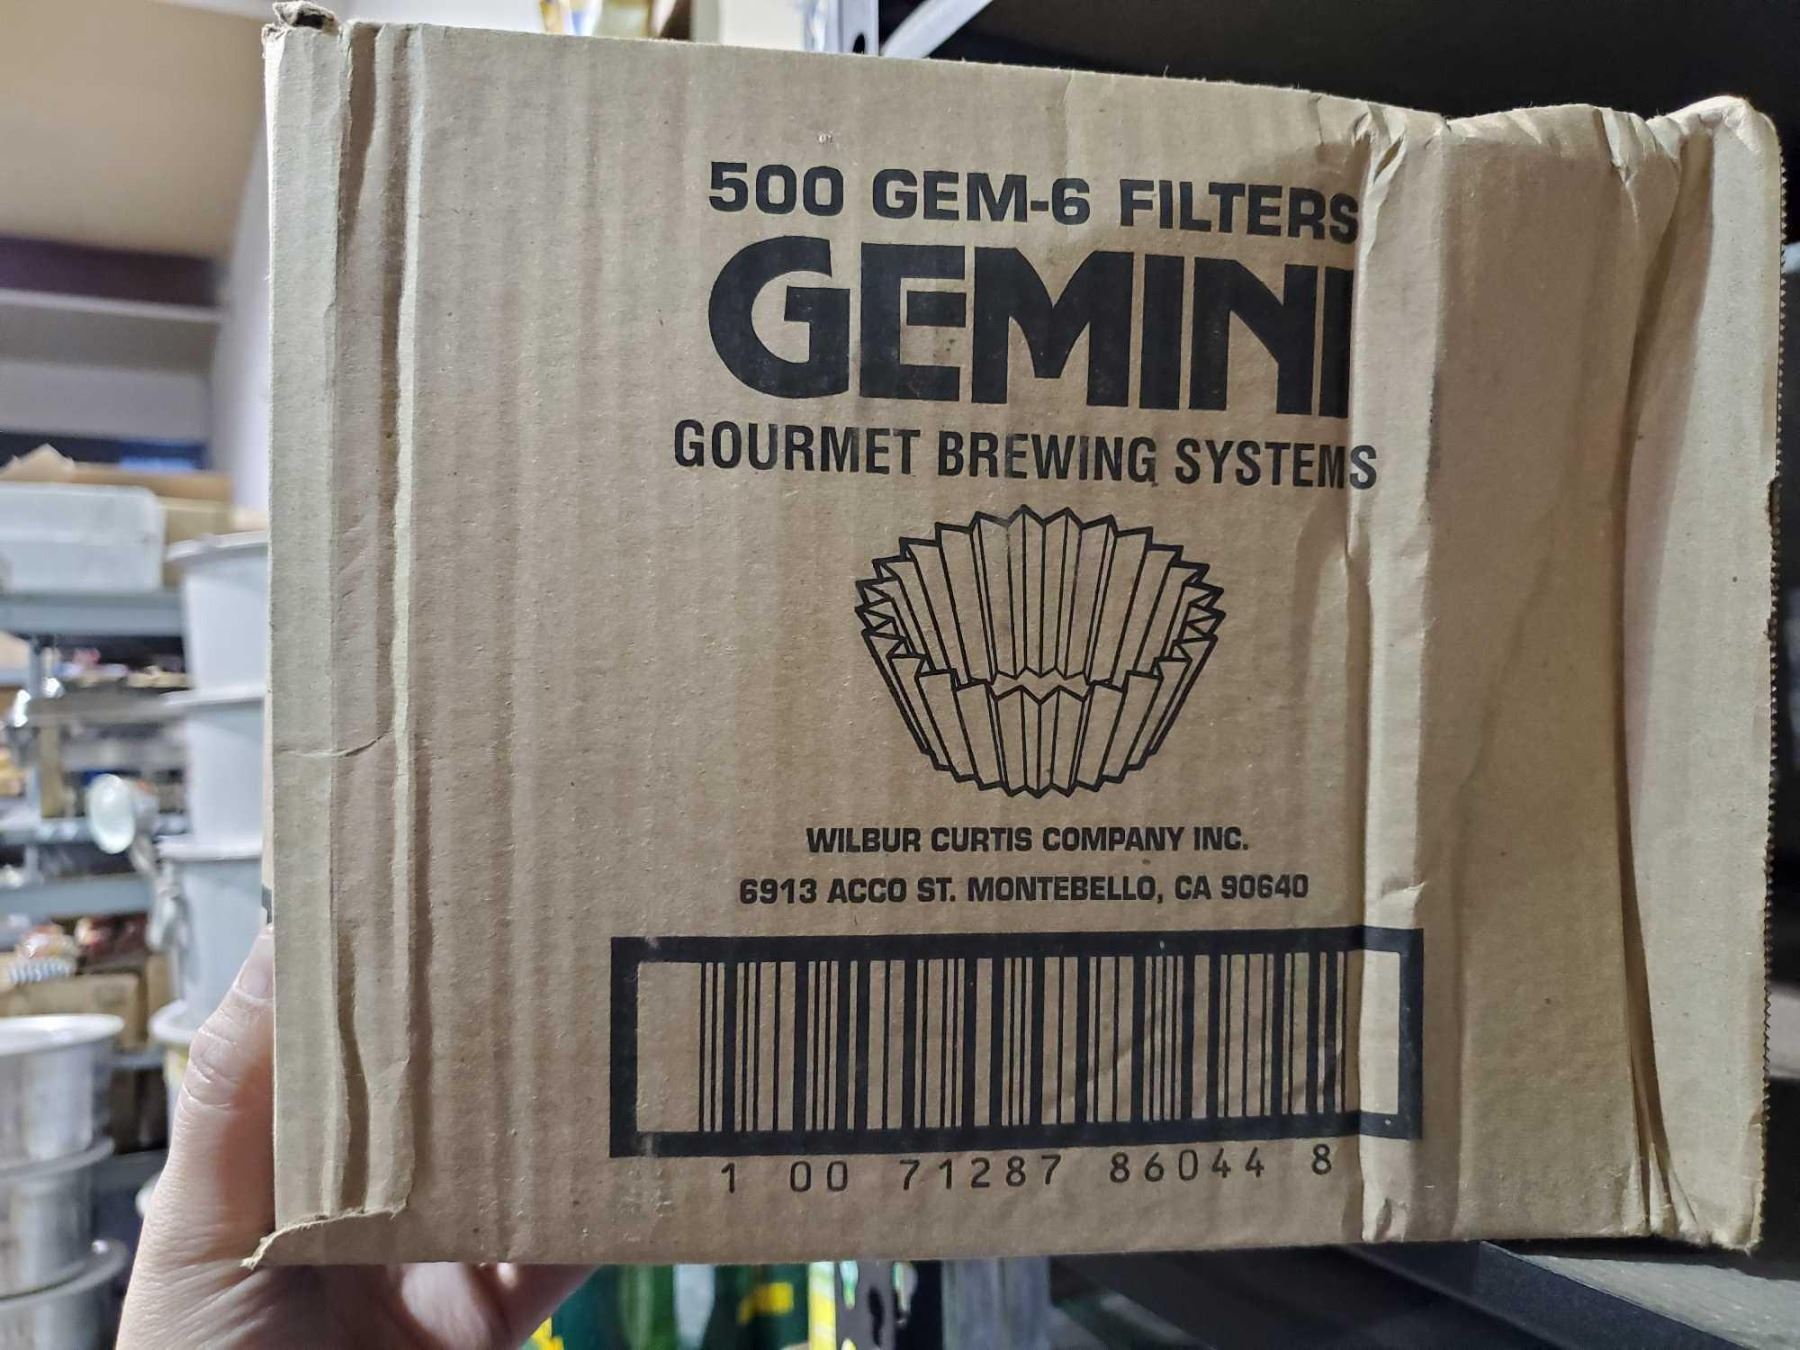 500 GEM-6 FILTERS
GEMINI
GOURMET BREWING SYSTEMS
WILBUR CURTIS COMPANY INC.
6913 ACCO ST. MONTEBELLO, CA 90640
1 00 71287 86044 8